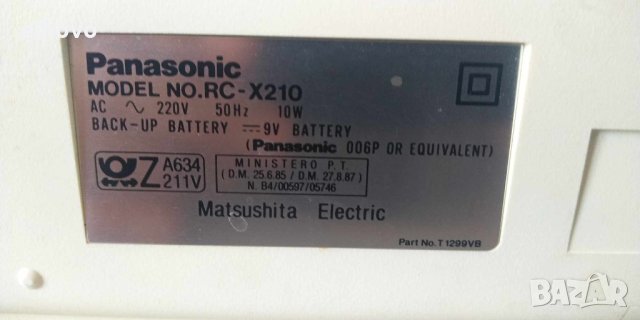 Panasonic
MODEL NO.RC-X210
AC 220V 50Hz 10W
BACK-UP BATTERY 9V BATTERY
(Panasonic 006P OR EQUIVALENT)
Z A634
211V
MINISTERO P.T
(D.M. 25.6.85 / D.M. 27.8.87)
N. B4/00597/05746
Matsushita Electric
Part No.T1299VB
BAZAR